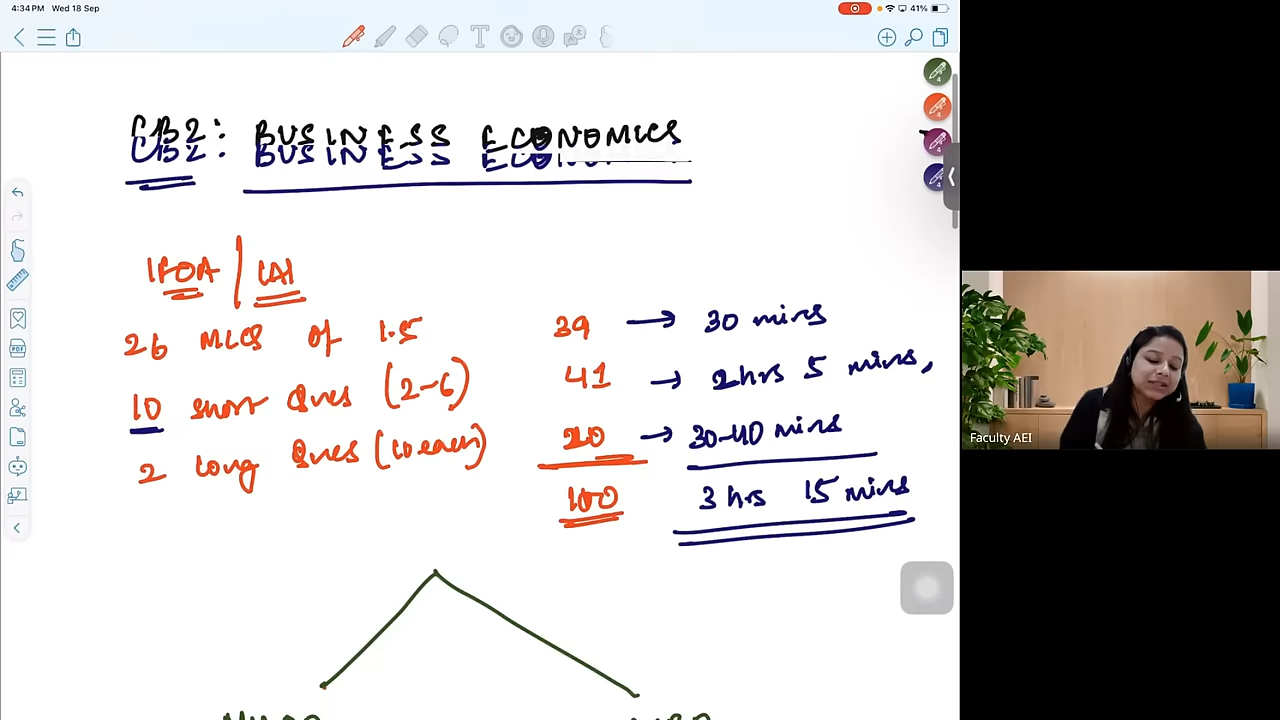 4:34 PM Wed 18 Sep
41%
CB2: BUSINESS ECONOMICS
IFOA | IAI
26 MCQS of 1.5 39 → 30 mins
10 short Ques (2-6) 41 → 2hrs 5 mins,
2 long Ques (10 each) 20 → 30-40 mins
100 3 hrs 15 mins
Faculty AEI